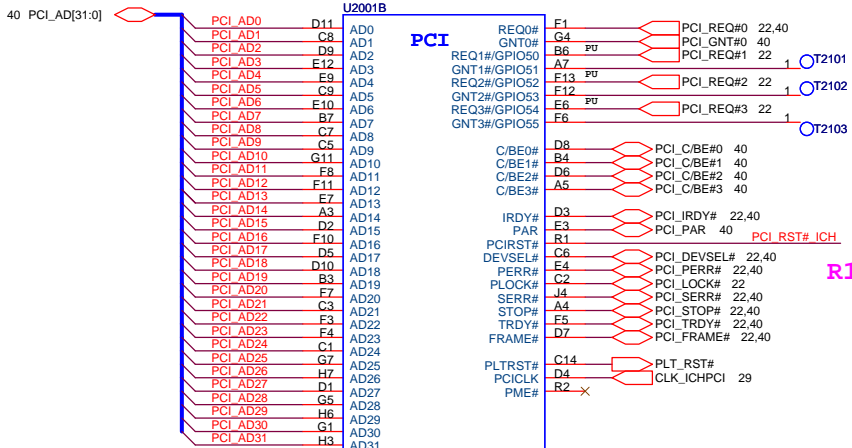 U2001B
40 PCI_AD[31:0]
PCI
PCI_AD0 D11 AD0
PCI_AD1 C8 AD1
PCI_AD2 D9 AD2
PCI_AD3 E12 AD3
PCI_AD4 E9 AD4
PCI_AD5 C9 AD5
PCI_AD6 E10 AD6
PCI_AD7 B7 AD7
PCI_AD8 C7 AD8
PCI_AD9 C5 AD9
PCI_AD10 G11 AD10
PCI_AD11 F8 AD11
PCI_AD12 F11 AD12
PCI_AD13 E7 AD13
PCI_AD14 A3 AD14
PCI_AD15 D2 AD15
PCI_AD16 F10 AD16
PCI_AD17 D5 AD17
PCI_AD18 D10 AD18
PCI_AD19 B3 AD19
PCI_AD20 F7 AD20
PCI_AD21 C3 AD21
PCI_AD22 F3 AD22
PCI_AD23 F4 AD23
PCI_AD24 C1 AD24
PCI_AD25 G7 AD25
PCI_AD26 H7 AD26
PCI_AD27 D1 AD27
PCI_AD28 G5 AD28
PCI_AD29 H6 AD29
PCI_AD30 G1 AD30
PCI_AD31 H3 AD31
REQ0# F1 PCI_REQ#0 22,40
GNT0# G4 PCI_GNT#0 40
REQ1#/GPIO50 B6 PU PCI_REQ#1 22
GNT1#/GPIO51 A7 1 T2101
REQ2#/GPIO52 F13 PU PCI_REQ#2 22
GNT2#/GPIO53 F12 1 T2102
REQ3#/GPIO54 E6 PU PCI_REQ#3 22
GNT3#/GPIO55 F6 1 T2103
C/BE0# D8 PCI_C/BE#0 40
C/BE1# B4 PCI_C/BE#1 40
C/BE2# D6 PCI_C/BE#2 40
C/BE3# A5 PCI_C/BE#3 40
IRDY# D3 PCI_IRDY# 22,40
PAR E3 PCI_PAR 40
PCIRST# R1 PCI_RST#_ICH
DEVSEL# C6 PCI_DEVSEL# 22,40
PERR# E4 PCI_PERR# 22,40
PLOCK# C2 PCI_LOCK# 22
SERR# J4 PCI_SERR# 22,40
STOP# A4 PCI_STOP# 22,40
TRDY# F5 PCI_TRDY# 22,40
FRAME# D7 PCI_FRAME# 22,40
PLTRST# C14 PLT_RST#
PCICLK D4 CLK_ICHPCI 29
PME# R2